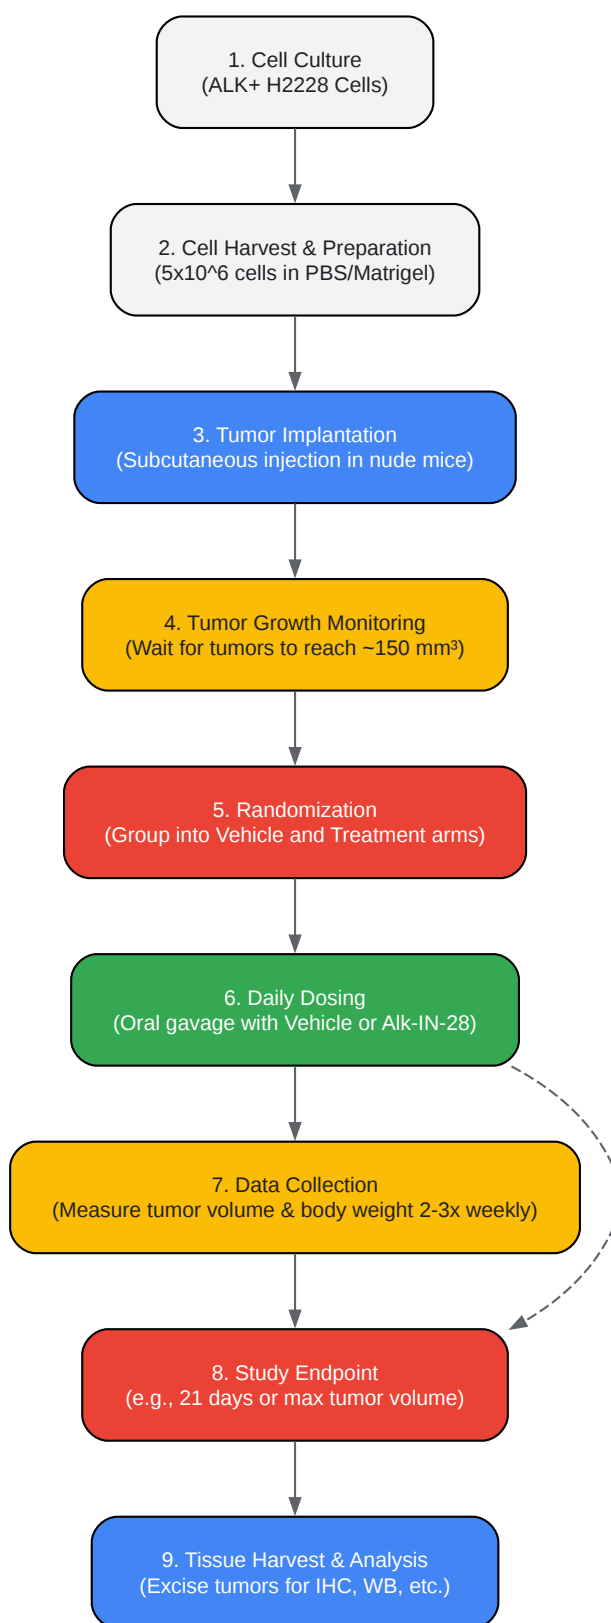 1. Cell Culture
(ALK+ H2228 Cells)
2. Cell Harvest & Preparation
(5x10^6 cells in PBS/Matrigel)
3. Tumor Implantation
(Subcutaneous injection in nude mice)
4. Tumor Growth Monitoring
(Wait for tumors to reach ~150 mm³)
5. Randomization
(Group into Vehicle and Treatment arms)
6. Daily Dosing
(Oral gavage with Vehicle or Alk-IN-28)
7. Data Collection
(Measure tumor volume & body weight 2-3x weekly)
8. Study Endpoint
(e.g., 21 days or max tumor volume)
9. Tissue Harvest & Analysis
(Excise tumors for IHC, WB, etc.)